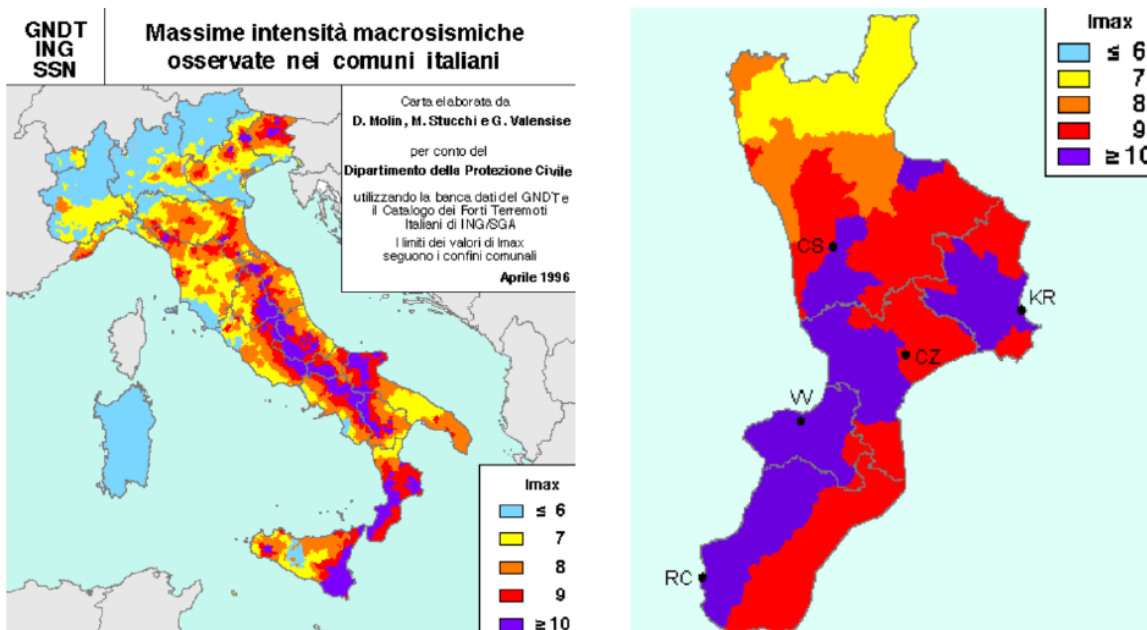 GNDT
ING
SSN
Massime intensità macrosismiche
osservate nei comuni italiani
Carta elaborata da
D. Molin, M. Stucchi e G. Valensise
per conto del
Dipartimento della Protezione Civile
utilizzando la banca dati del GNDT e
il Catalogo dei Forti Terremoti
Italiani di ING/SGA
I limiti dei valori di Imax
seguono i confini comunali
Aprile 1996
Imax
≤ 6
7
8
9
≥ 10
Imax
≤ 6
7
8
9
≥ 10
CS
KR
CZ
VV
RC